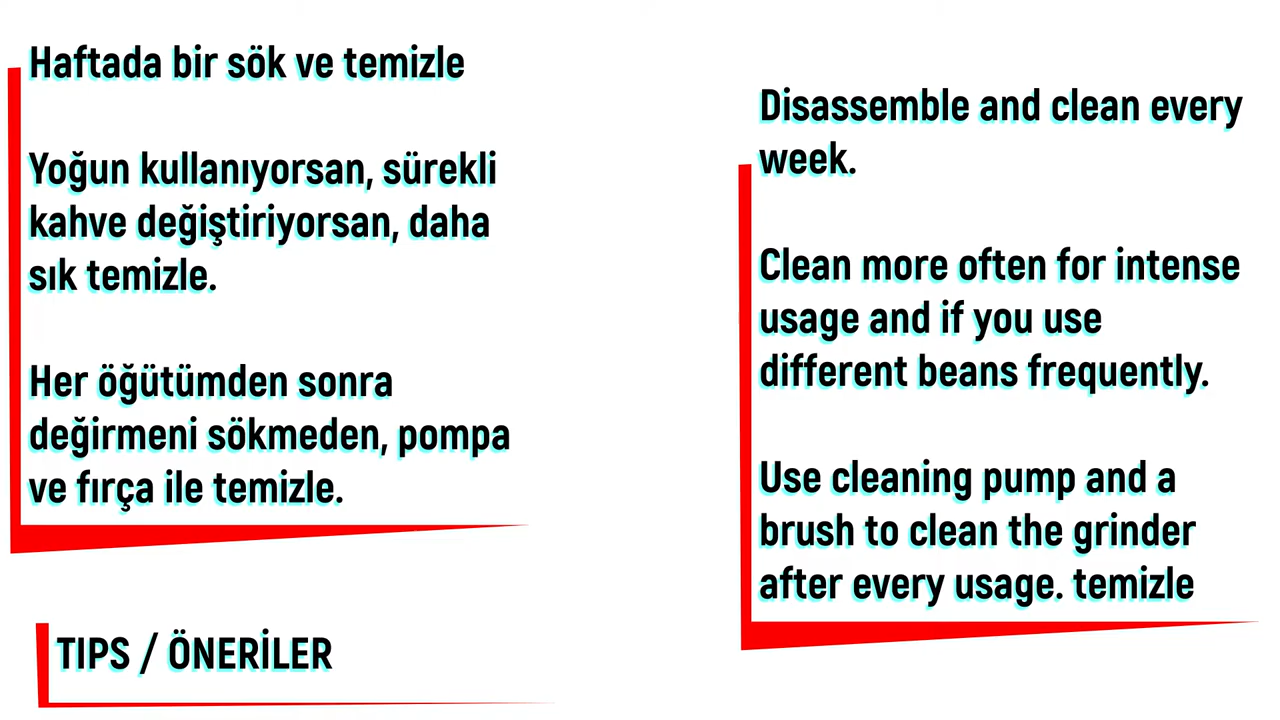 Haftada bir sök ve temizle
Yoğun kullanıyorsan, sürekli
kahve değiştiriyorsan, daha
sık temizle.
Her öğütümden sonra
değirmeni sökmeden, pompa
ve fırça ile temizle.
TIPS / ÖNERİLER
Disassemble and clean every
week.
Clean more often for intense
usage and if you use
different beans frequently.
Use cleaning pump and a
brush to clean the grinder
after every usage. temizle